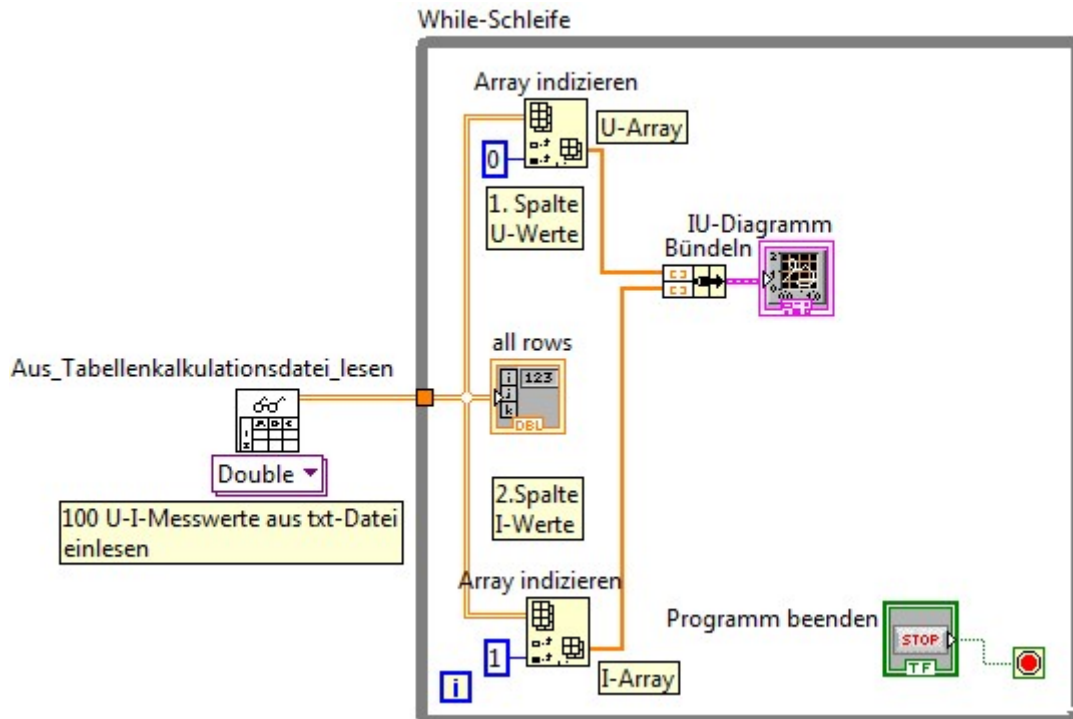 While-Schleife
Array indizieren
U-Array
0
1. Spalte
U-Werte
IU-Diagramm
Bündeln
all rows
123
i
j
k
DBL
Aus_Tabellenkalkulationsdatei_lesen
Double
100 U-I-Messwerte aus txt-Datei
einlesen
2.Spalte
I-Werte
Array indizieren
1
I-Array
i
Programm beenden
STOP
TF